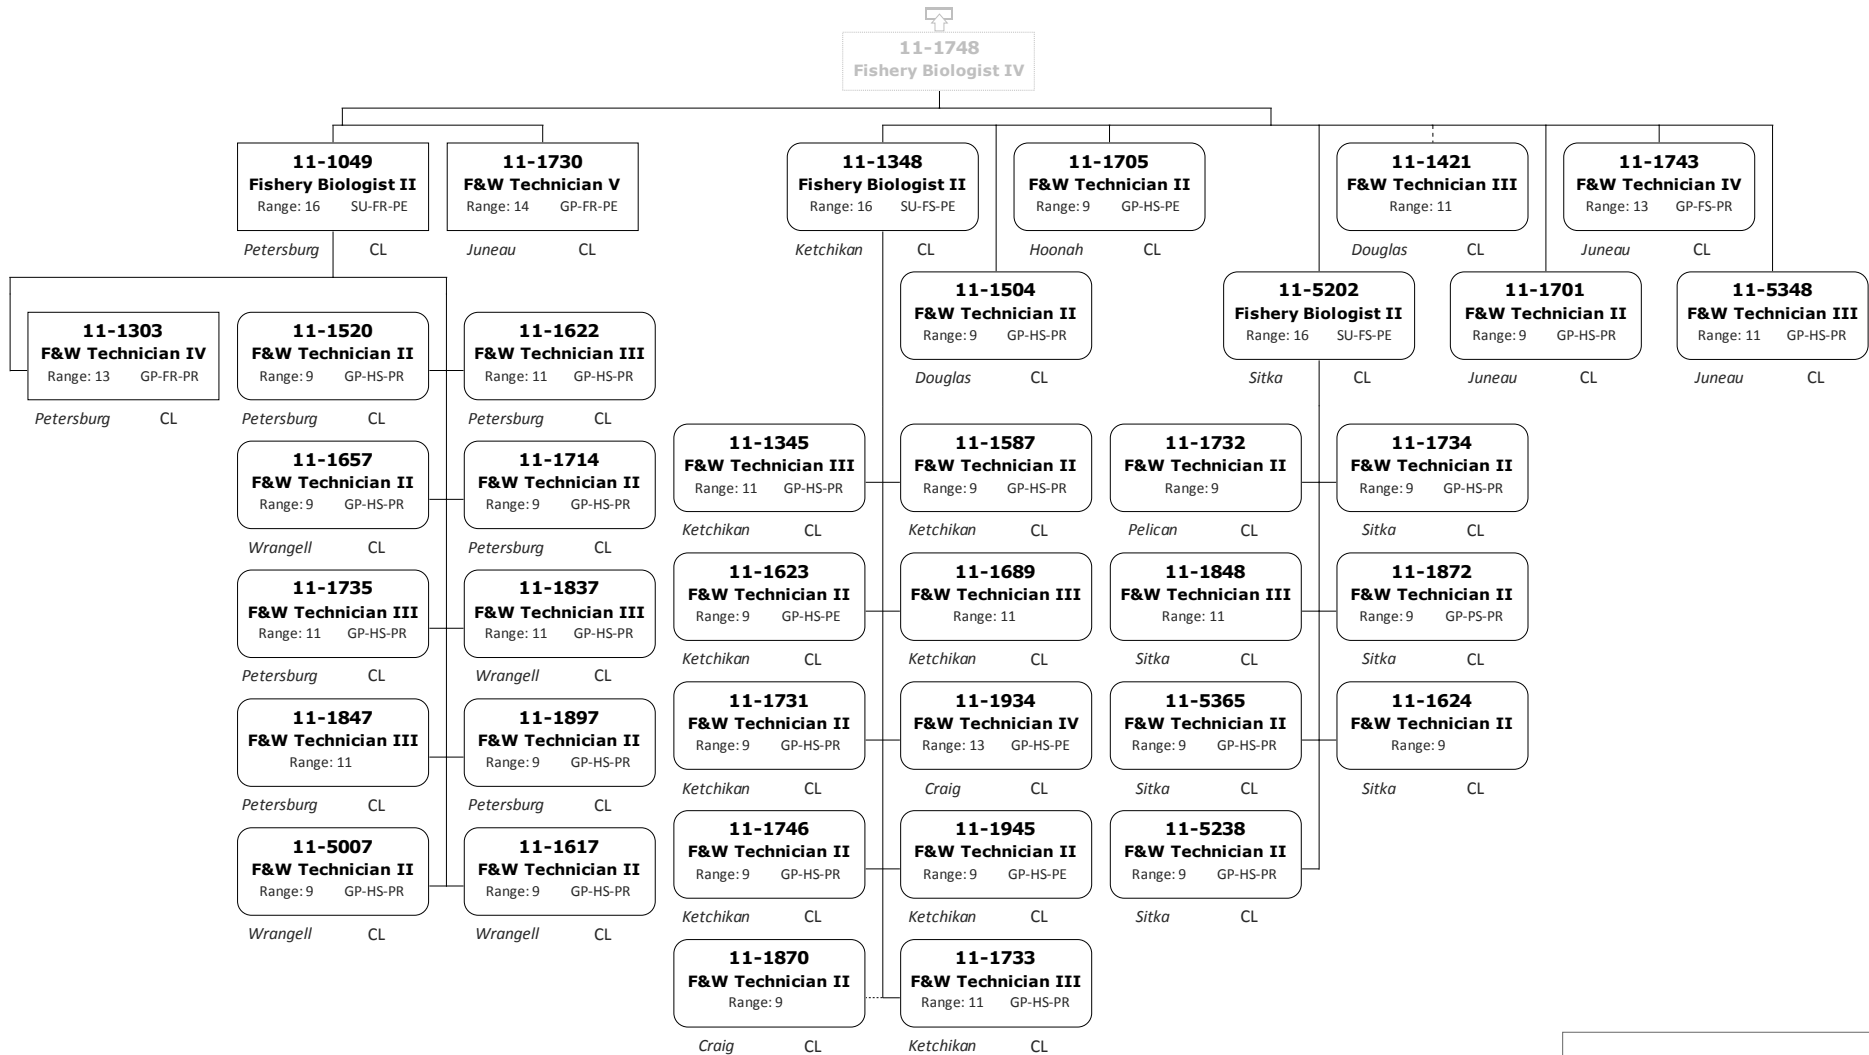 11-1748
Fishery Biologist IV
11-1049
Fishery Biologist II
Range: 16 SU-FR-PE
Petersburg CL
11-1730
F&W Technician V
Range: 14 GP-FR-PE
Juneau CL
11-1348
Fishery Biologist II
Range: 16 SU-FS-PE
Ketchikan CL
11-1705
F&W Technician II
Range: 9 GP-HS-PE
Hoonah CL
11-1421
F&W Technician III
Range: 11
Douglas CL
11-1743
F&W Technician IV
Range: 13 GP-FS-PR
Juneau CL
11-1504
F&W Technician II
Range: 9 GP-HS-PR
Douglas CL
11-5202
Fishery Biologist II
Range: 16 SU-FS-PE
Sitka CL
11-1701
F&W Technician II
Range: 9 GP-HS-PR
Juneau CL
11-5348
F&W Technician III
Range: 11 GP-HS-PR
Juneau CL
11-1303
F&W Technician IV
Range: 13 GP-FR-PR
Petersburg CL
11-1520
F&W Technician II
Range: 9 GP-HS-PR
Petersburg CL
11-1622
F&W Technician III
Range: 11 GP-HS-PR
Petersburg CL
11-1657
F&W Technician II
Range: 9 GP-HS-PR
Wrangell CL
11-1714
F&W Technician II
Range: 9 GP-HS-PR
Petersburg CL
11-1735
F&W Technician III
Range: 11 GP-HS-PR
Petersburg CL
11-1837
F&W Technician III
Range: 11 GP-HS-PR
Wrangell CL
11-1847
F&W Technician III
Range: 11
Petersburg CL
11-1897
F&W Technician II
Range: 9 GP-HS-PR
Petersburg CL
11-5007
F&W Technician II
Range: 9 GP-HS-PR
Wrangell CL
11-1617
F&W Technician II
Range: 9 GP-HS-PR
Wrangell CL
11-1345
F&W Technician III
Range: 11 GP-HS-PR
Ketchikan CL
11-1587
F&W Technician II
Range: 9 GP-HS-PR
Ketchikan CL
11-1623
F&W Technician II
Range: 9 GP-HS-PE
Ketchikan CL
11-1689
F&W Technician III
Range: 11
Ketchikan CL
11-1731
F&W Technician II
Range: 9 GP-HS-PR
Ketchikan CL
11-1934
F&W Technician IV
Range: 13 GP-HS-PE
Craig CL
11-1746
F&W Technician II
Range: 9 GP-HS-PR
Ketchikan CL
11-1945
F&W Technician II
Range: 9 GP-HS-PE
Ketchikan CL
11-1870
F&W Technician II
Range: 9
Craig CL
11-1733
F&W Technician III
Range: 11 GP-HS-PR
Ketchikan CL
11-1732
F&W Technician II
Range: 9
Pelican CL
11-1734
F&W Technician II
Range: 9 GP-HS-PR
Sitka CL
11-1848
F&W Technician III
Range: 11
Sitka CL
11-1872
F&W Technician II
Range: 9 GP-PS-PR
Sitka CL
11-5365
F&W Technician II
Range: 9 GP-HS-PR
Sitka CL
11-1624
F&W Technician II
Range: 9
Sitka CL
11-5238
F&W Technician II
Range: 9 GP-HS-PR
Sitka CL